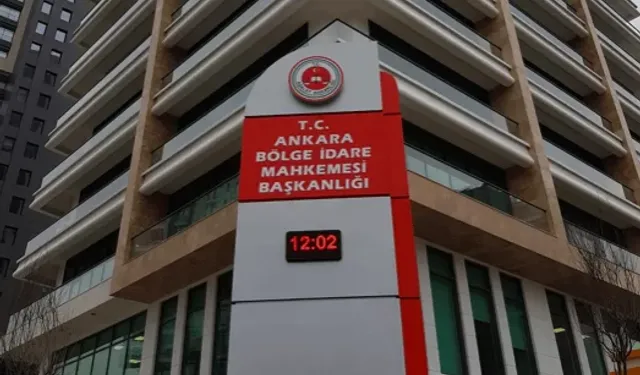 T.C.
ANKARA
BÖLGE İDARE
MAHKEMESİ
BAŞKANLIĞI
12:02